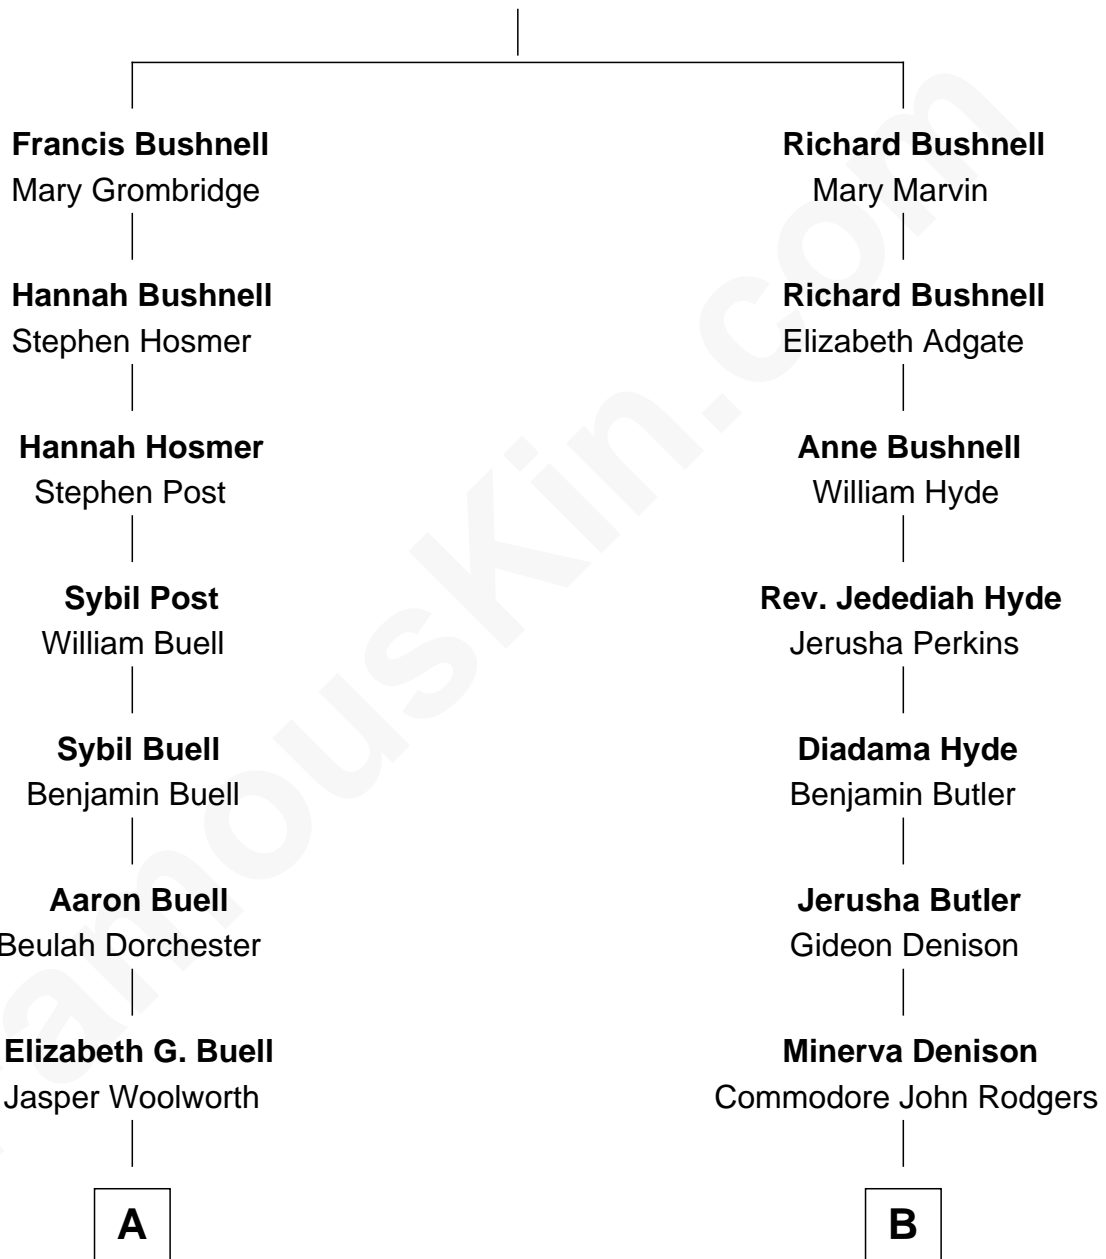 Francis Bushnell
Mary Grombridge
Hannah Bushnell
Stephen Hosmer
Hannah Hosmer
Stephen Post
Sybil Post
William Buell
Sybil Buell
Benjamin Buell
Aaron Buell
Beulah Dorchester
Elizabeth G. Buell
Jasper Woolworth
A
Richard Bushnell
Mary Marvin
Richard Bushnell
Elizabeth Adgate
Anne Bushnell
William Hyde
Rev. Jedediah Hyde
Jerusha Perkins
Diadama Hyde
Benjamin Butler
Jerusha Butler
Gideon Denison
Minerva Denison
Commodore John Rodgers
B
FamousKin.com